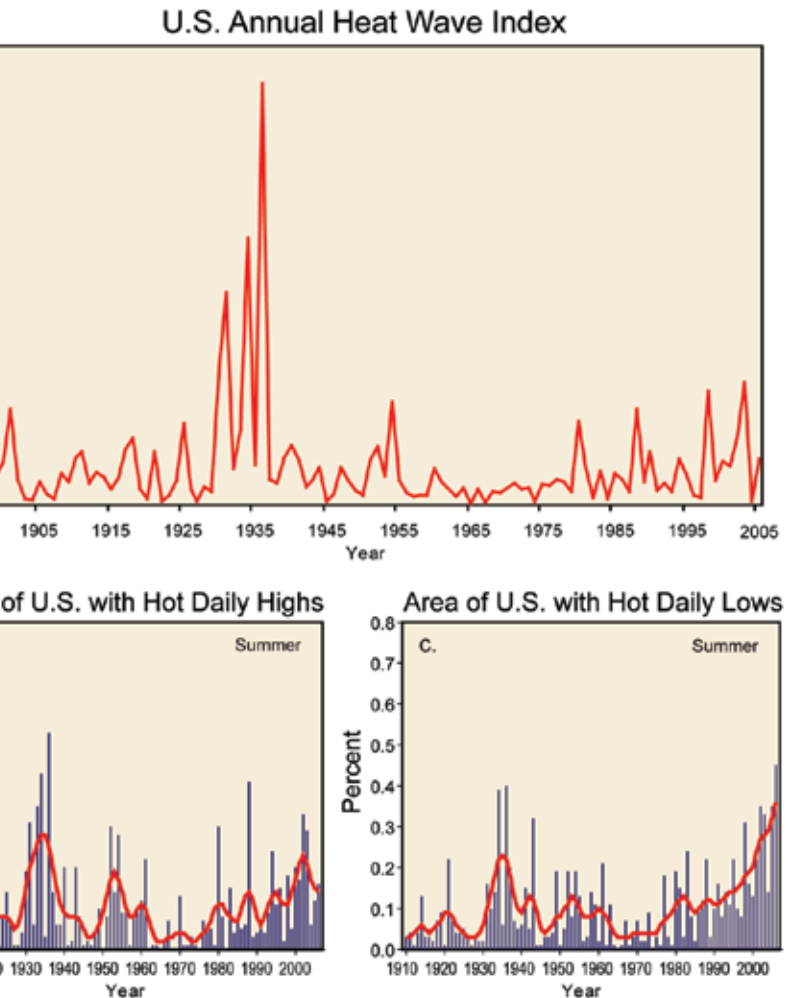 U.S. Annual Heat Wave Index
1905 1915 1925 1935 1945 1955 1965 1975 1985 1995 2005
Year
of U.S. with Hot Daily Highs
Summer
0 1930 1940 1950 1960 1970 1980 1990 2000
Year
Area of U.S. with Hot Daily Lows
C.
Summer
Percent
0.8
0.7
0.6
0.5
0.4
0.3
0.2
0.1
0.0
1910 1920 1930 1940 1950 1960 1970 1980 1990 2000
Year